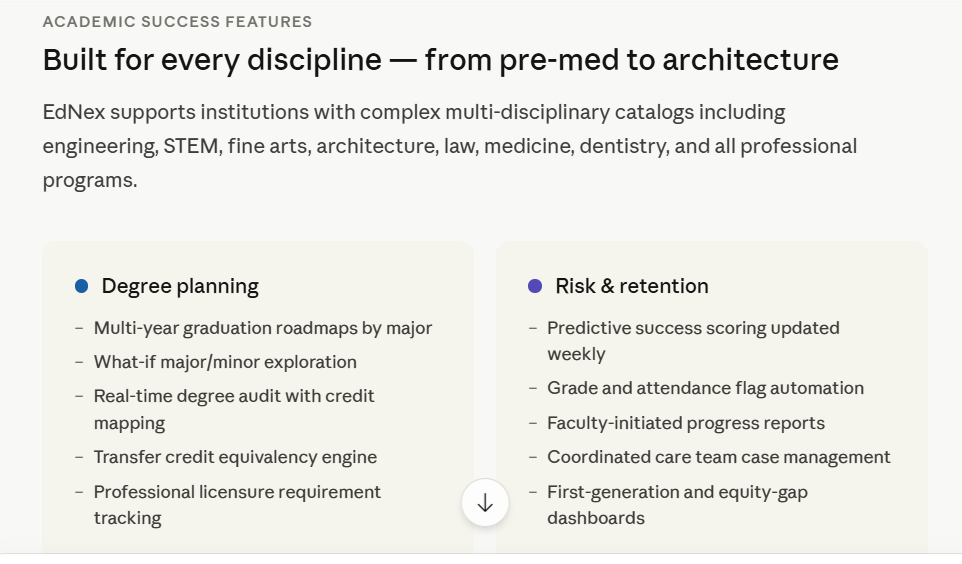 ACADEMIC SUCCESS FEATURES
Built for every discipline — from pre-med to architecture
EdNex supports institutions with complex multi-disciplinary catalogs including
engineering, STEM, fine arts, architecture, law, medicine, dentistry, and all professional
programs.
Degree planning
– Multi-year graduation roadmaps by major
– What-if major/minor exploration
– Real-time degree audit with credit
mapping
– Transfer credit equivalency engine
– Professional licensure requirement
tracking
Risk & retention
– Predictive success scoring updated
weekly
– Grade and attendance flag automation
– Faculty-initiated progress reports
– Coordinated care team case management
– First-generation and equity-gap
dashboards